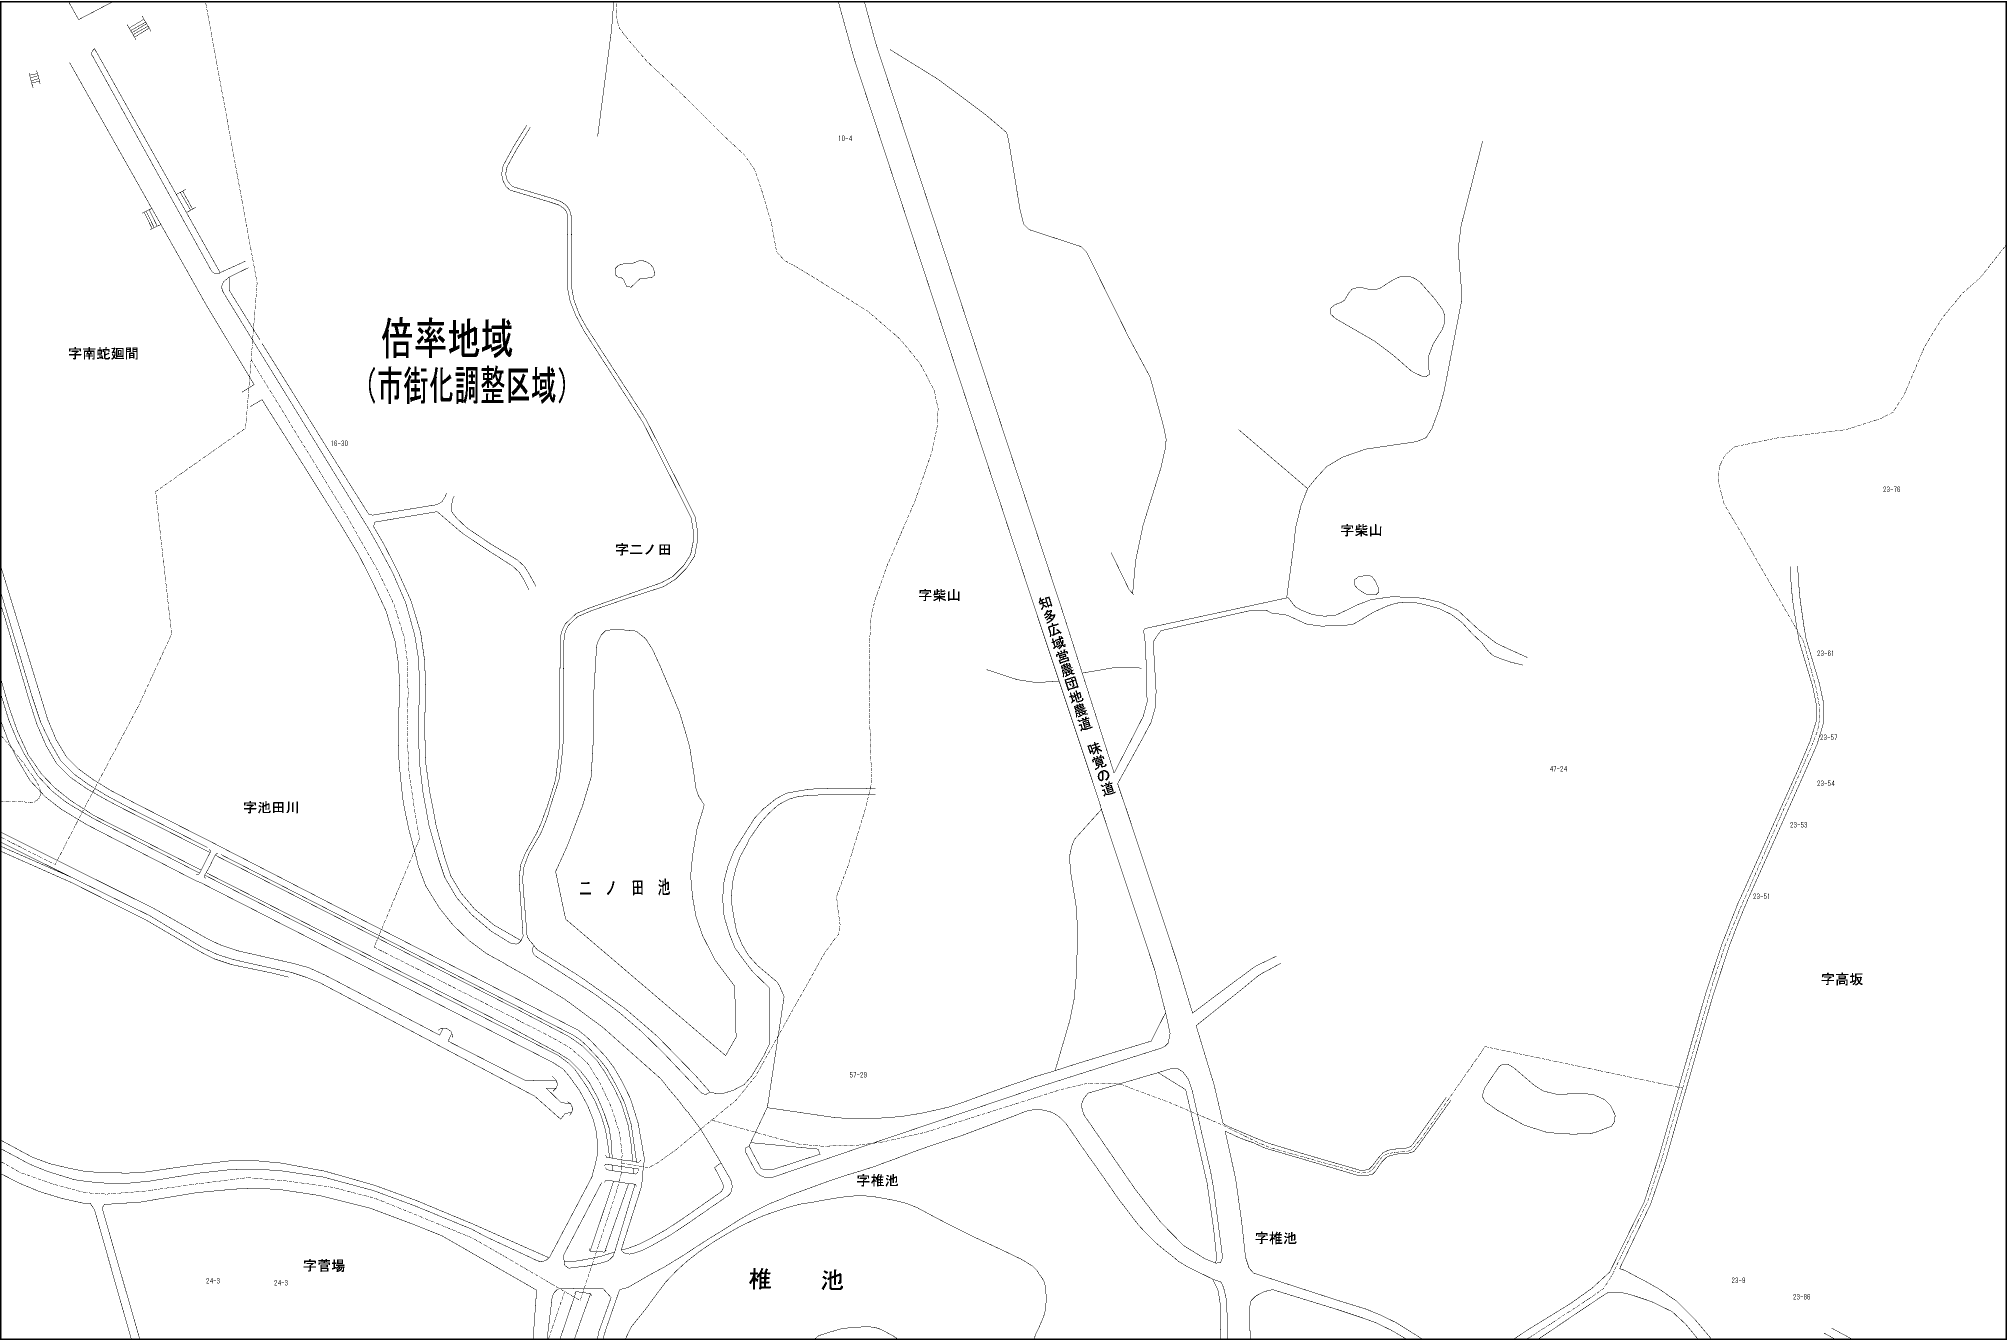 10-4
倍率地域
(市街化調整区域)
字南蛇廻間
16-30
23-76
字柴山
字二ノ田
字柴山
知多広域営農団地農道 味覚の道
23-61
23-57
47-24
23-54
字池田川
23-53
二ノ田池
23-51
字高坂
57-29
字椎池
字椎池
字菅場
24-3
24-3
椎池
23-9
23-86